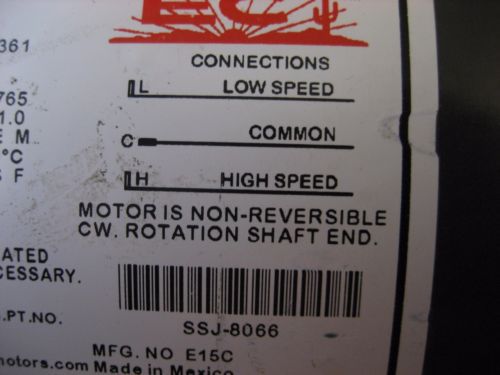 EC
361
CONNECTIONS
L LOW SPEED
765
1.0
E M
C COMMON
°C
S F
H HIGH SPEED
MOTOR IS NON-REVERSIBLE
CW. ROTATION SHAFT END.
ATED
CESSARY.
.PT.NO.
SSJ-8066
MFG. NO E15C
motors.com Made in Mexico